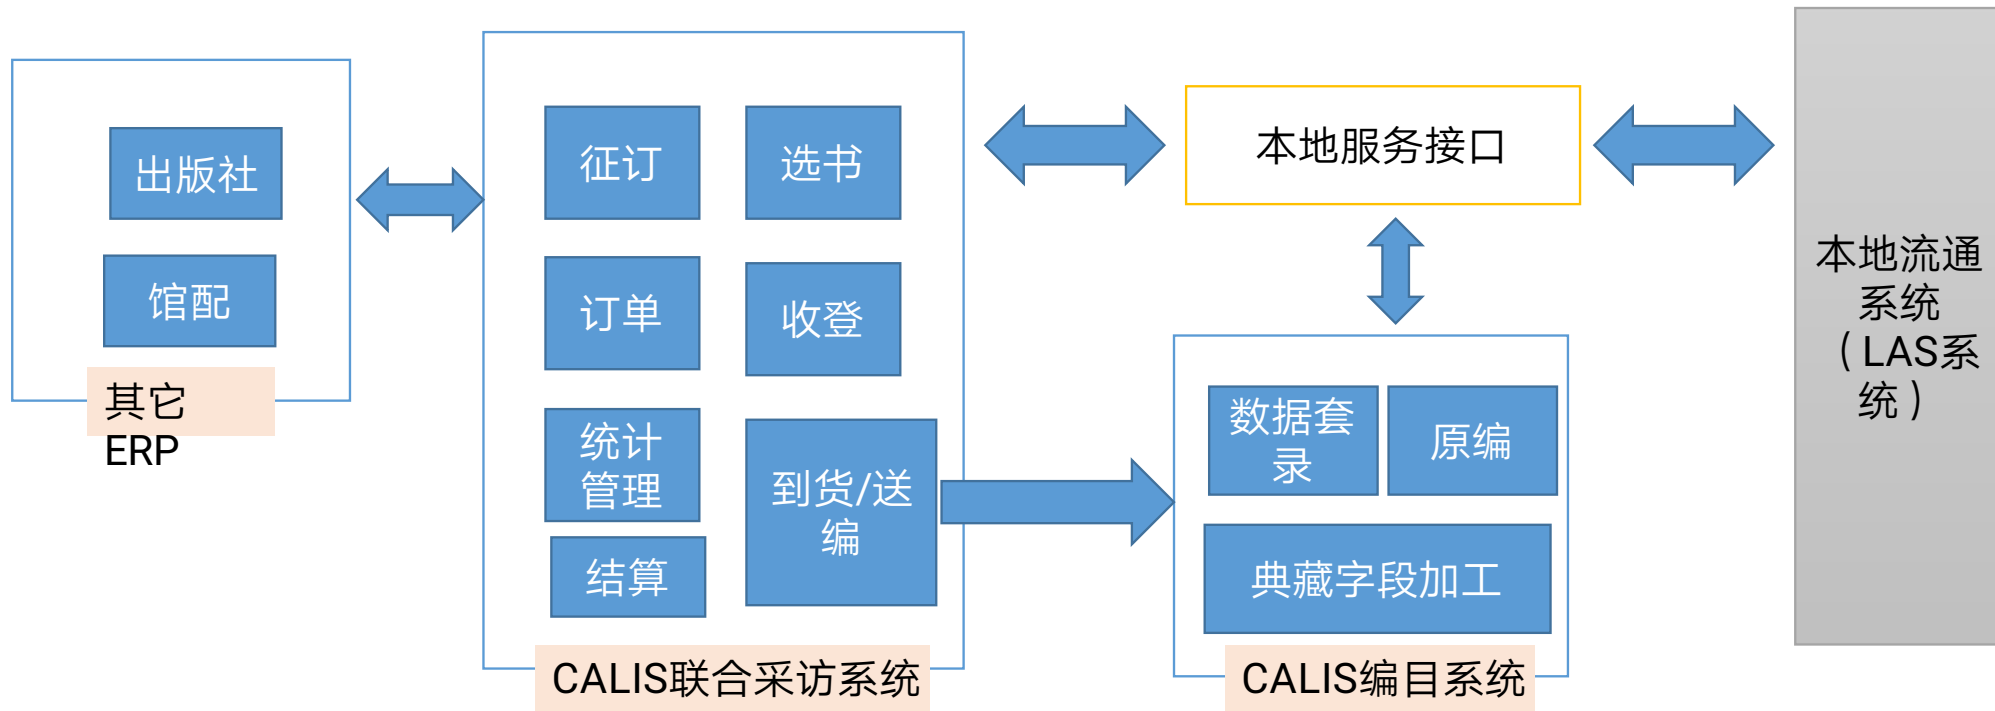 出版社
馆配
其它
ERP
征订
选书
订单
收登
统计
管理
到货/送
编
结算
CALIS联合采访系统
本地服务接口
数据套
录
原编
典藏字段加工
CALIS编目系统
本地流通
系统
（LAS系
统）